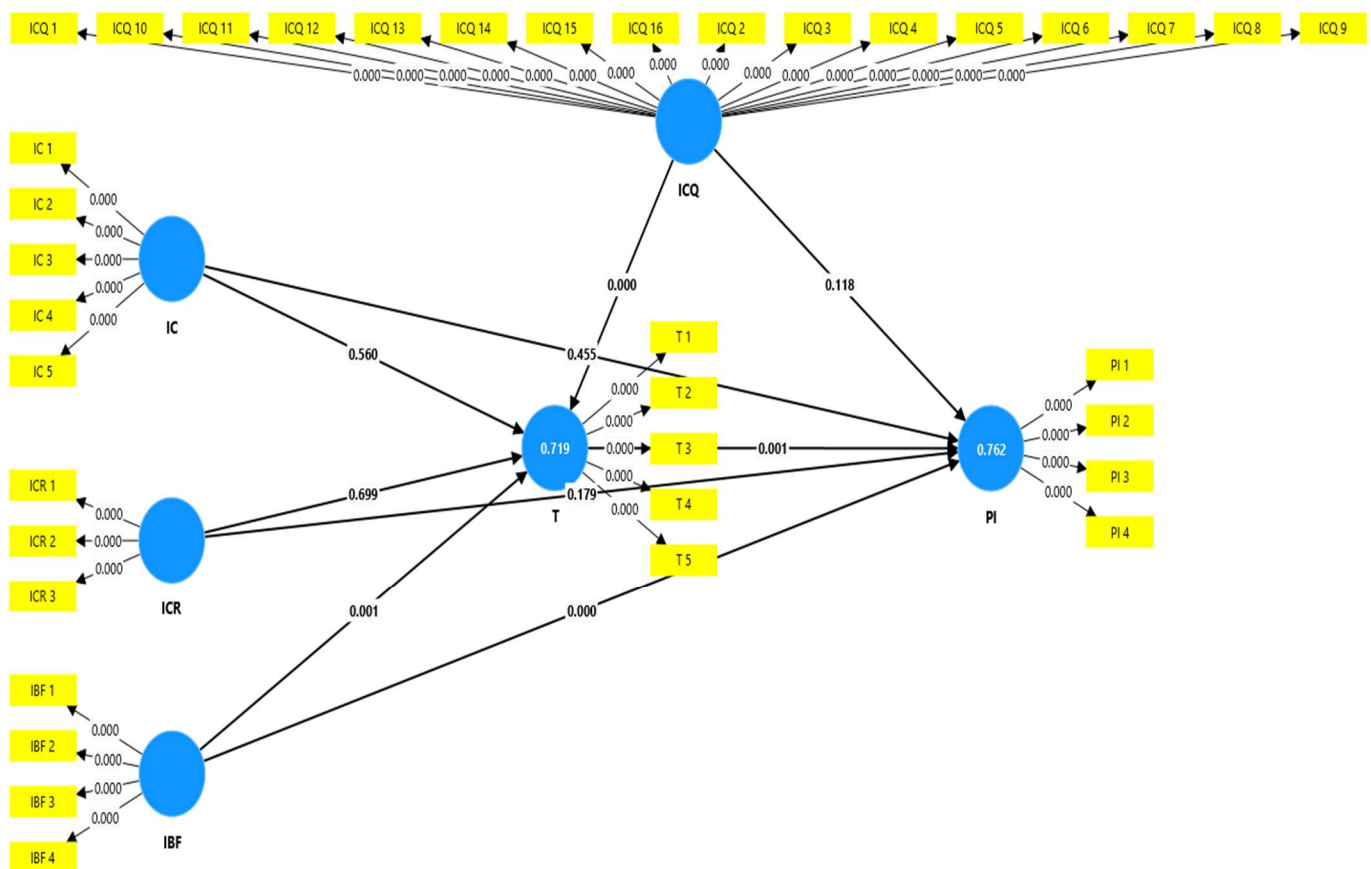 ICQ 1 ICQ 10 ICQ 11 ICQ 12 ICQ 13 ICQ 14 ICQ 15 ICQ 16 ICQ 2 ICQ 3 ICQ 4 ICQ 5 ICQ 6 ICQ 7 ICQ 8 ICQ 9
0.000 0.000 0.000 0.000 0.000 0.000 0.000 0.000 0.000 0.000 0.000 0.000 0.000 0.000 0.000 0.000
ICQ
IC 1
0.000
IC 2
0.000
IC 3
0.000
IC 4
0.000
IC 5
0.000
IC
0.000
0.118
0.560
0.455
T 1
0.000
T 2
0.000
T 3
0.000
T 4
0.000
T 5
0.000
0.719
T
0.001
0.762
PI
PI 1
0.000
PI 2
0.000
PI 3
0.000
PI 4
0.000
ICR 1
0.000
ICR 2
0.000
ICR 3
0.000
ICR
0.699
0.179
0.001
0.000
IBF 1
0.000
IBF 2
0.000
IBF 3
0.000
IBF 4
0.000
IBF